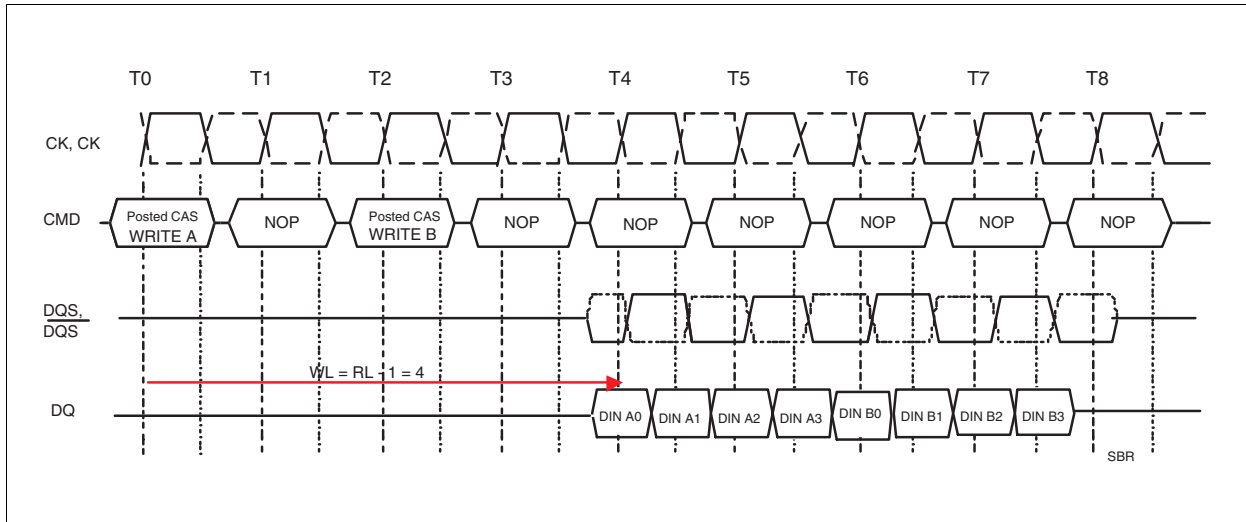 T0 T1 T2 T3 T4 T5 T6 T7 T8
CK, CK
CMD
Posted CAS
WRITE A
NOP
Posted CAS
WRITE B
NOP
NOP
NOP
NOP
NOP
NOP
DQS,
DQS
WL = RL - 1 = 4
DQ
DIN A0
DIN A1
DIN A2
DIN A3
DIN B0
DIN B1
DIN B2
DIN B3
SBR